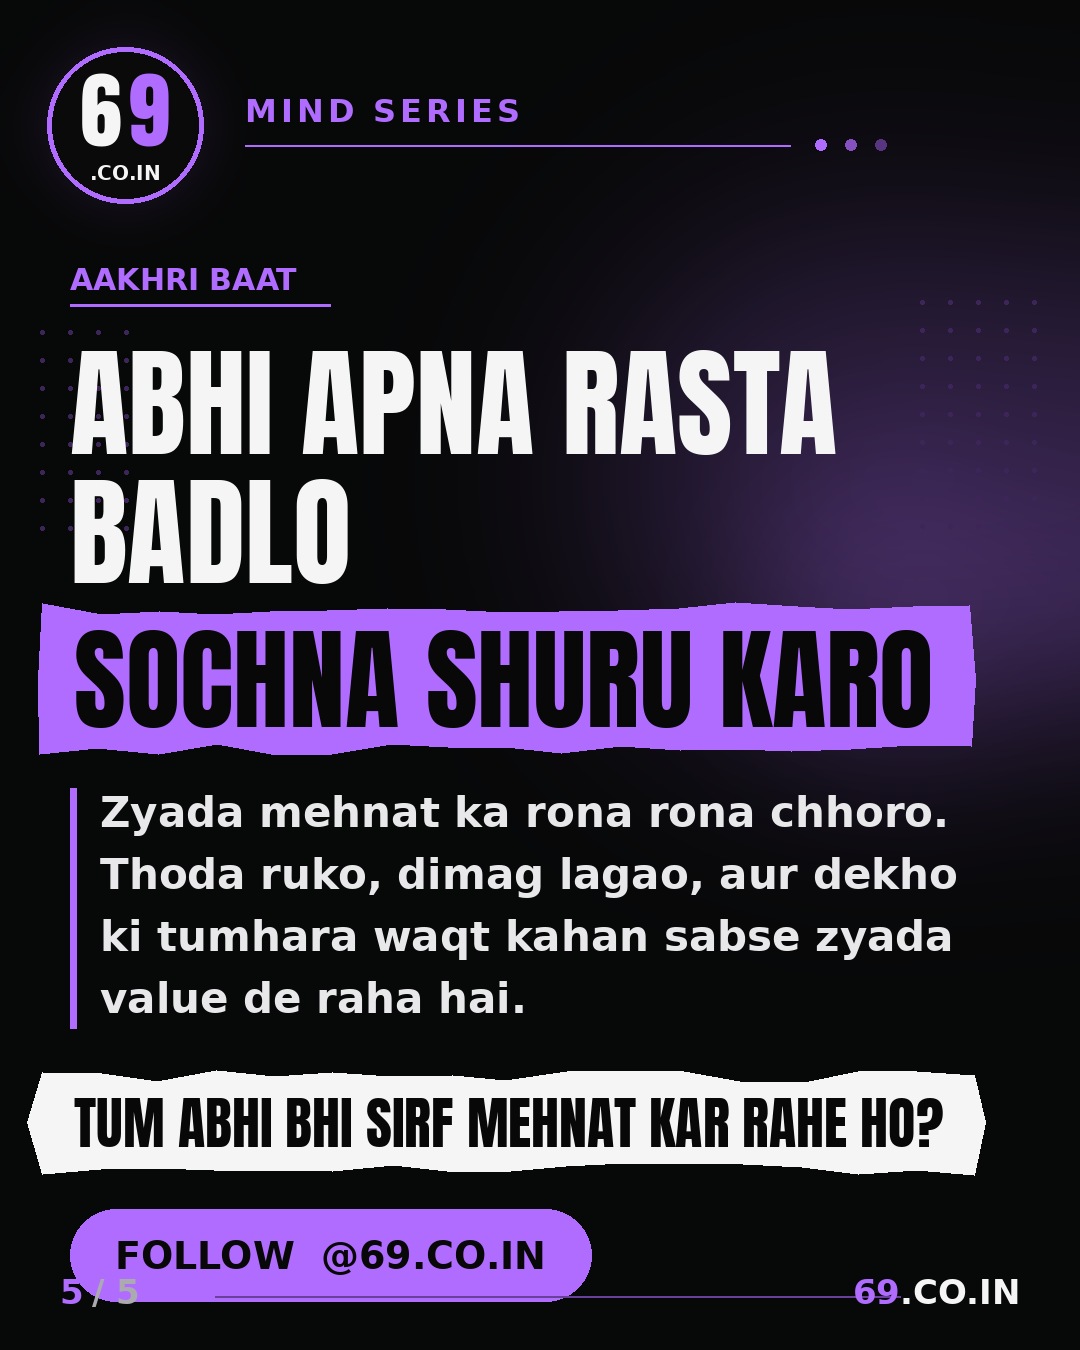 69
.CO.IN
MIND SERIES
AAKHRI BAAT
ABHI APNA RASTA
BADLO
SOCHNA SHURU KARO
Zyada mehnat ka rona rona chhoro.
Thoda ruko, dimag lagao, aur dekho
ki tumhara waqt kahan sabse zyada
value de raha hai.
TUM ABHI BHI SIRF MEHNAT KAR RAHE HO?
FOLLOW @69.CO.IN
5 / 5
69.CO.IN